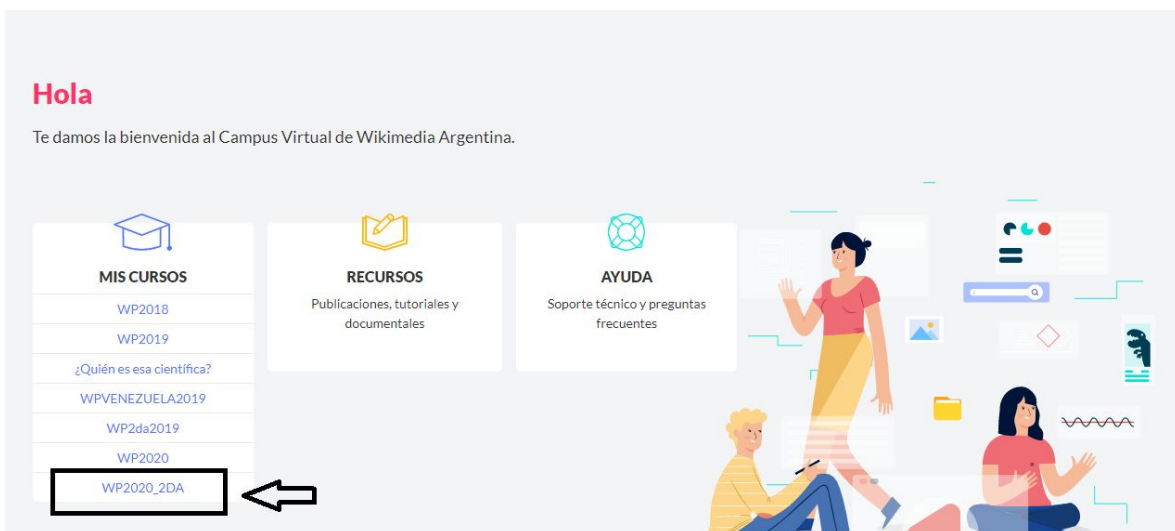 Hola
Te damos la bienvenida al Campus Virtual de Wikimedia Argentina.
MIS CURSOS
WP2018
WP2019
¿Quién es esa científica?
WPVENEZUELA2019
WP2da2019
WP2020
WP2020_2DA
RECURSOS
Publicaciones, tutoriales y
documentales
AYUDA
Soporte técnico y preguntas
frecuentes